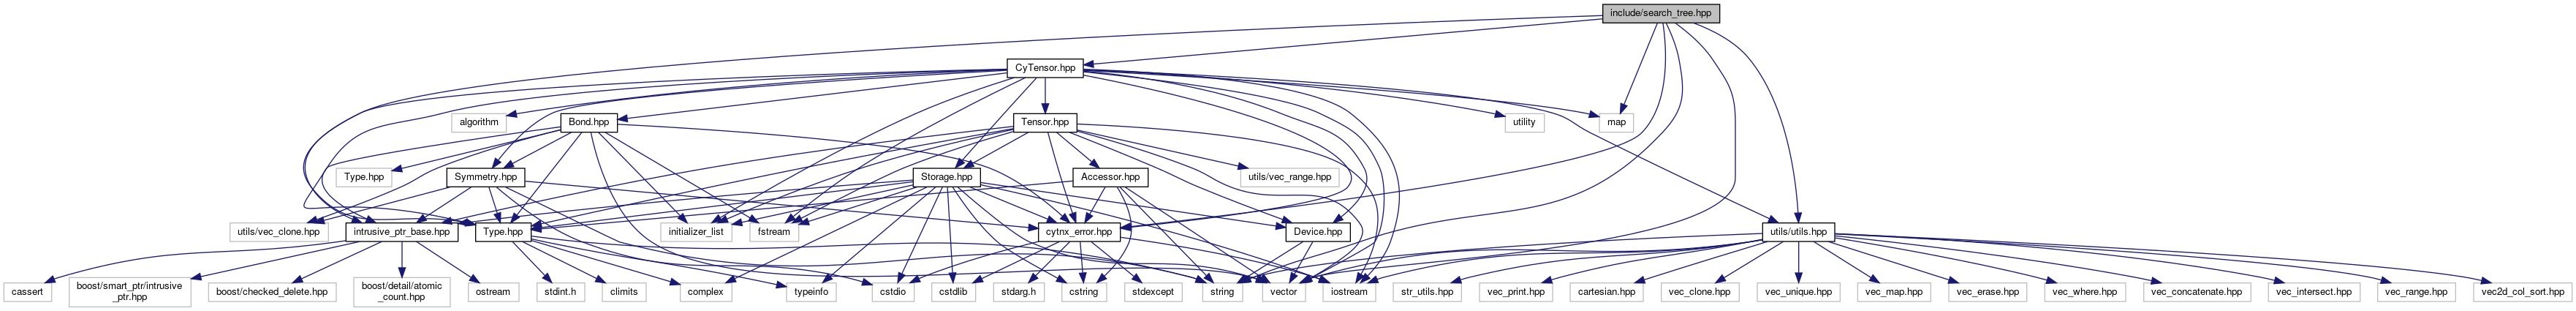 include/search_tree.hpp
CyTensor.hpp
algorithm
Bond.hpp
Tensor.hpp
utility
map
Type.hpp
Symmetry.hpp
Storage.hpp
Accessor.hpp
utils/vec_range.hpp
utils/vec_clone.hpp
intrusive_ptr_base.hpp
Type.hpp
initializer_list
fstream
cytnx_error.hpp
Device.hpp
utils/utils.hpp
cassert
boost/smart_ptr/intrusive
_ptr.hpp
boost/checked_delete.hpp
boost/detail/atomic
_count.hpp
ostream
stdint.h
climits
complex
typeinfo
cstdio
cstdlib
stdarg.h
cstring
stdexcept
string
vector
iostream
str_utils.hpp
vec_print.hpp
cartesian.hpp
vec_clone.hpp
vec_unique.hpp
vec_map.hpp
vec_erase.hpp
vec_where.hpp
vec_concatenate.hpp
vec_intersect.hpp
vec_range.hpp
vec2d_col_sort.hpp